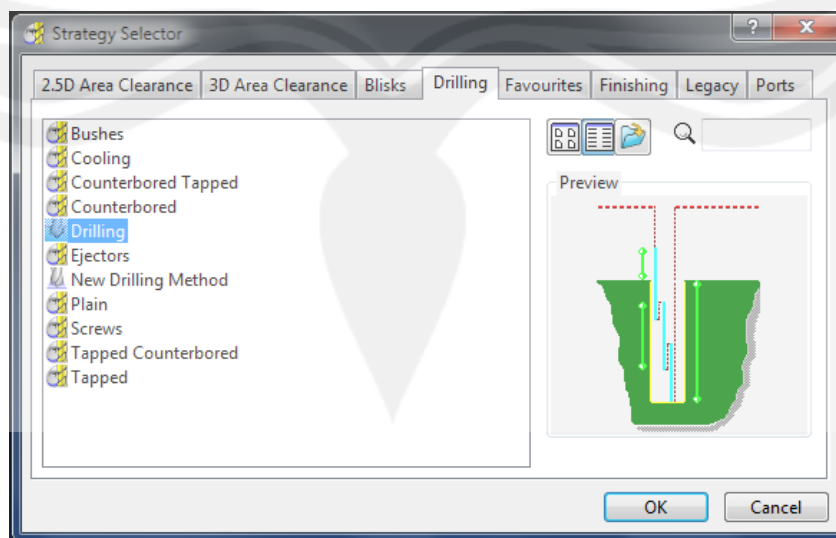 Strategy Selector
2.5D Area Clearance 3D Area Clearance Blisks Drilling Favourites Finishing Legacy Ports
Bushes
Cooling
Counterbored Tapped
Counterbored
Drilling
Ejectors
New Drilling Method
Plain
Screws
Tapped Counterbored
Tapped
Preview
OK Cancel